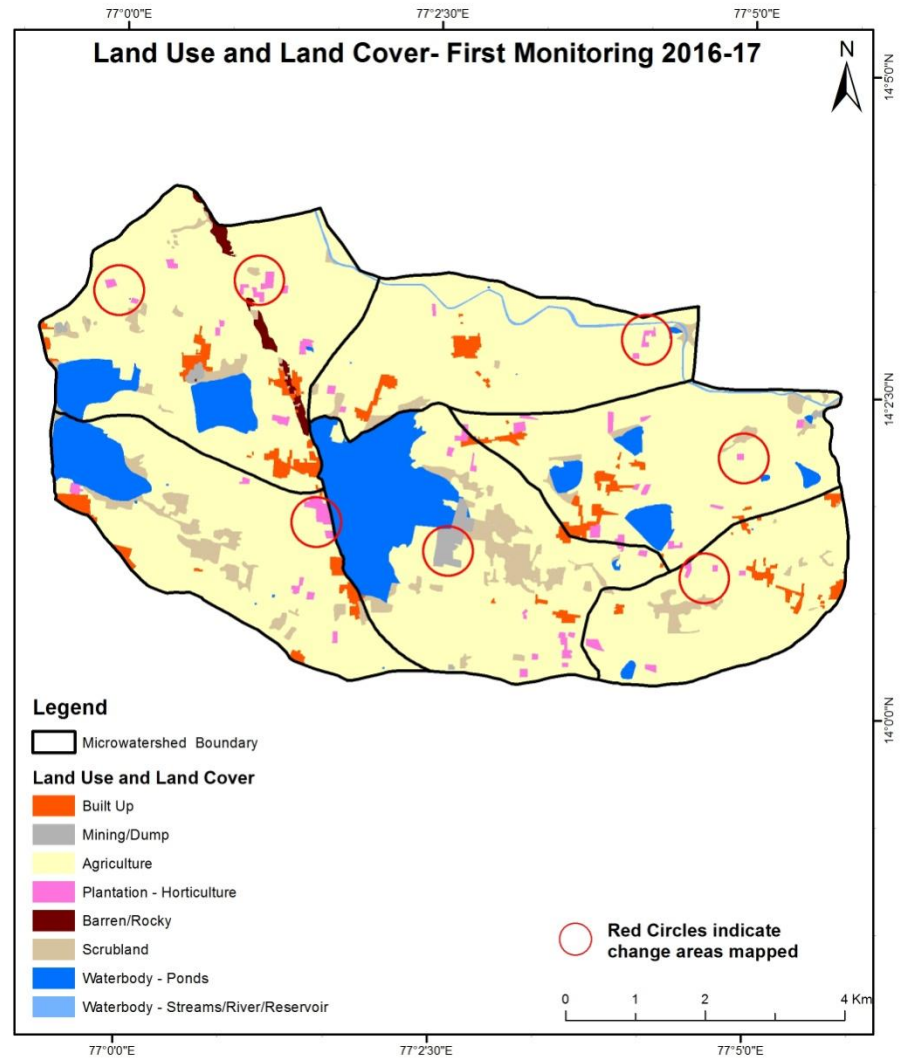 77°0'0"E 77°2'30"E 77°5'0"E
Land Use and Land Cover- First Monitoring 2016-17
N
14°5'0"N
14°2'30"N
14°0'0"N
Legend
Microwatershed Boundary
Land Use and Land Cover
Built Up
Mining/Dump
Agriculture
Plantation - Horticulture
Barren/Rocky
Scrubland
Waterbody - Ponds
Waterbody - Streams/River/Reservoir
Red Circles indicate
change areas mapped
0 1 2 4 Km
77°0'0"E 77°2'30"E 77°5'0"E